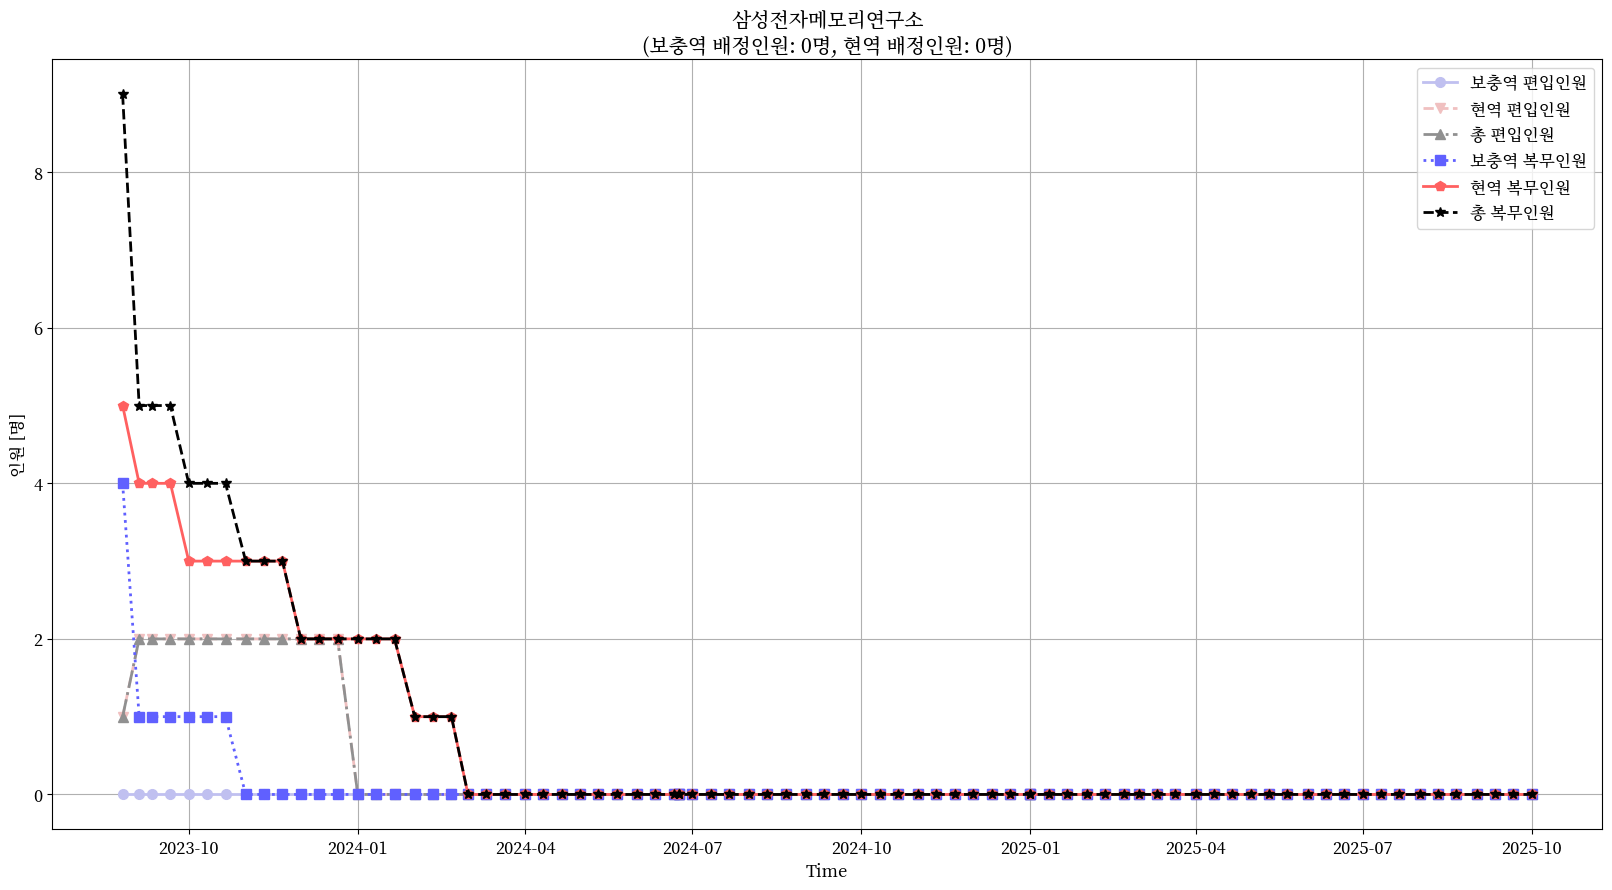 삼성전자메모리연구소
(보충역 배정인원: 0명, 현역 배정인원: 0명)
보충역 편입인원
현역 편입인원
총 편입인원
보충역 복무인원
현역 복무인원
총 복무인원
인원 [명]
8
6
4
2
0
2023-10 2024-01 2024-04 2024-07 2024-10 2025-01 2025-04 2025-07 2025-10
Time